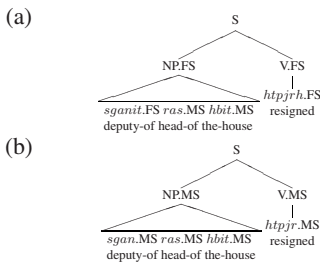 (a)
S
NP.FS V.FS
sganit.FS ras.MS hbit.MS htpjrh.FS
deputy-of head-of the-house resigned
(b)
S
NP.MS V.MS
sgan.MS ras.MS hbit.MS htpjr.MS
deputy-of head-of the-house resigned